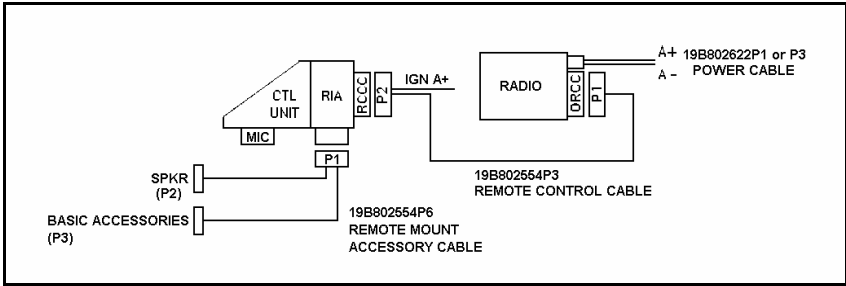 CTL
UNIT
MIC
RIA
RCCC
P2
IGN A+
RADIO
ORCC
P1
A+
A-
19B802622P1 or P3
POWER CABLE
P1
SPKR
(P2)
BASIC ACCESSORIES
(P3)
19B802554P6
REMOTE MOUNT
ACCESSORY CABLE
19B802554P3
REMOTE CONTROL CABLE